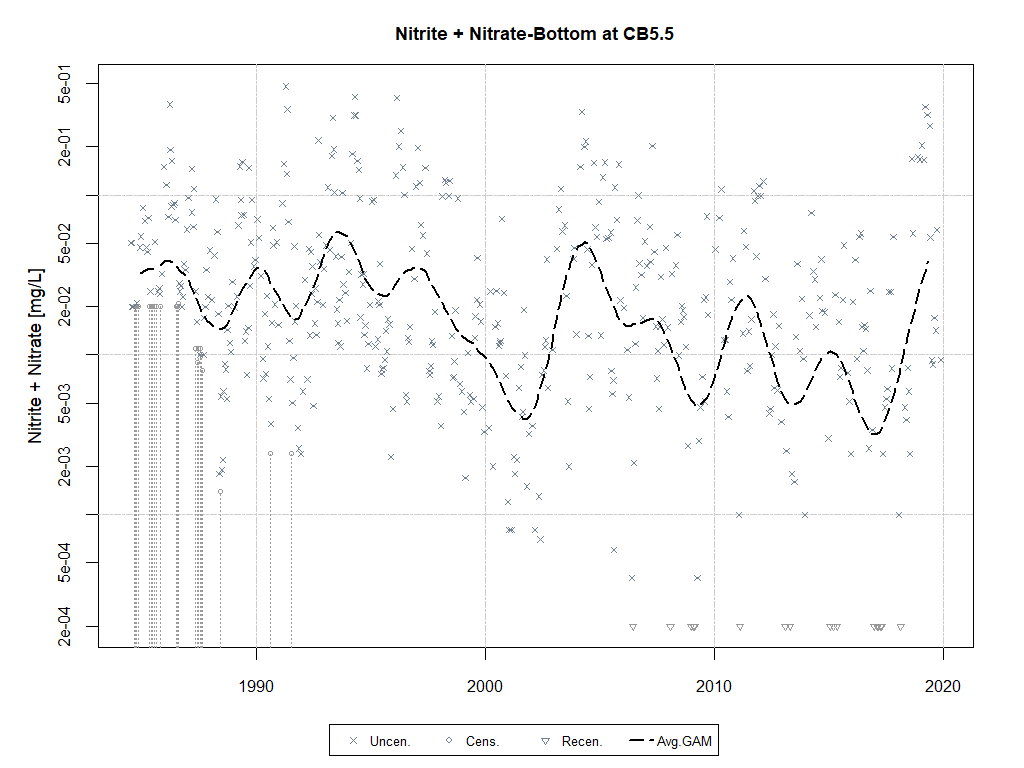 Nitrite + Nitrate-Bottom at CB5.5
Nitrite + Nitrate [mg/L]
5e-01
2e-01
5e-02
2e-02
5e-03
2e-03
5e-04
2e-04
1990
2000
2010
2020
Uncen.
Cens.
Recen.
Avg.GAM